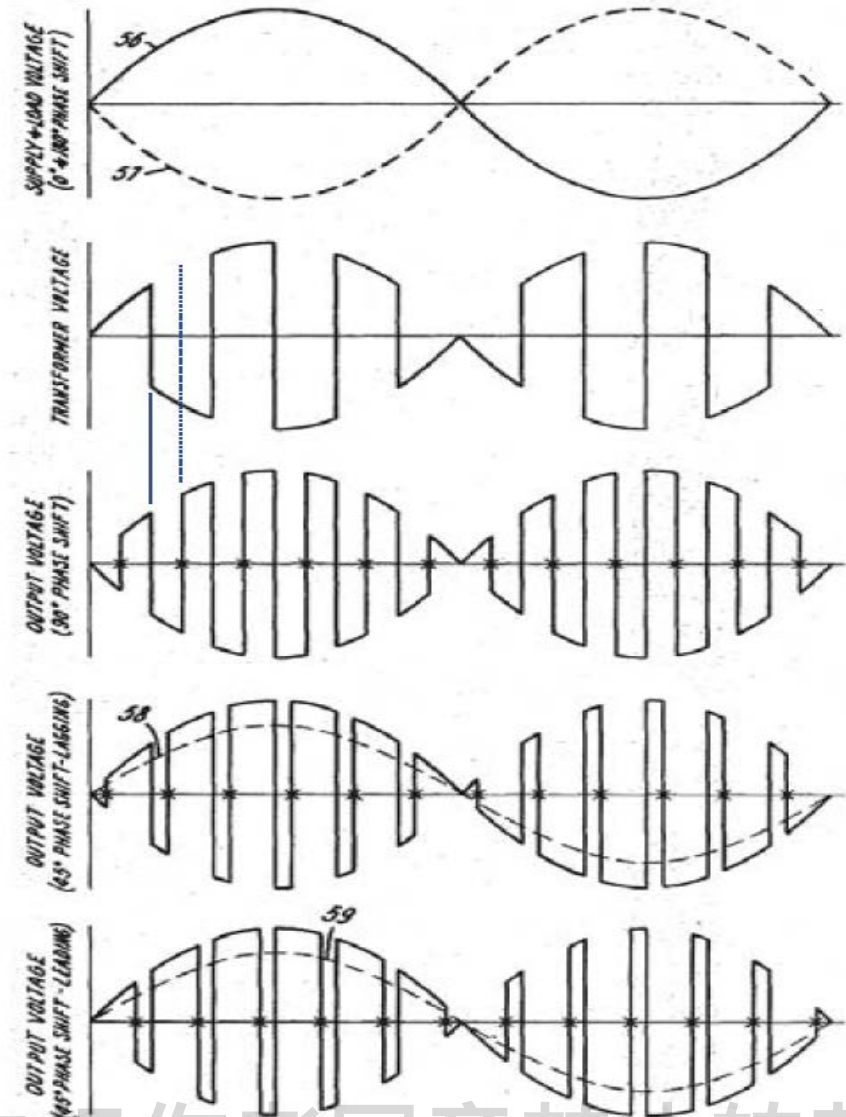 SUPPLY & LOAD VOLTAGE
(0° & 180° PHASE SHIFT)
56
57
TRANSFORMER VOLTAGE
OUTPUT VOLTAGE
(90° PHASE SHIFT)
OUTPUT VOLTAGE
(45° PHASE SHIFT-LAGGING)
58
OUTPUT VOLTAGE
(45° PHASE SHIFT-LEADING)
59